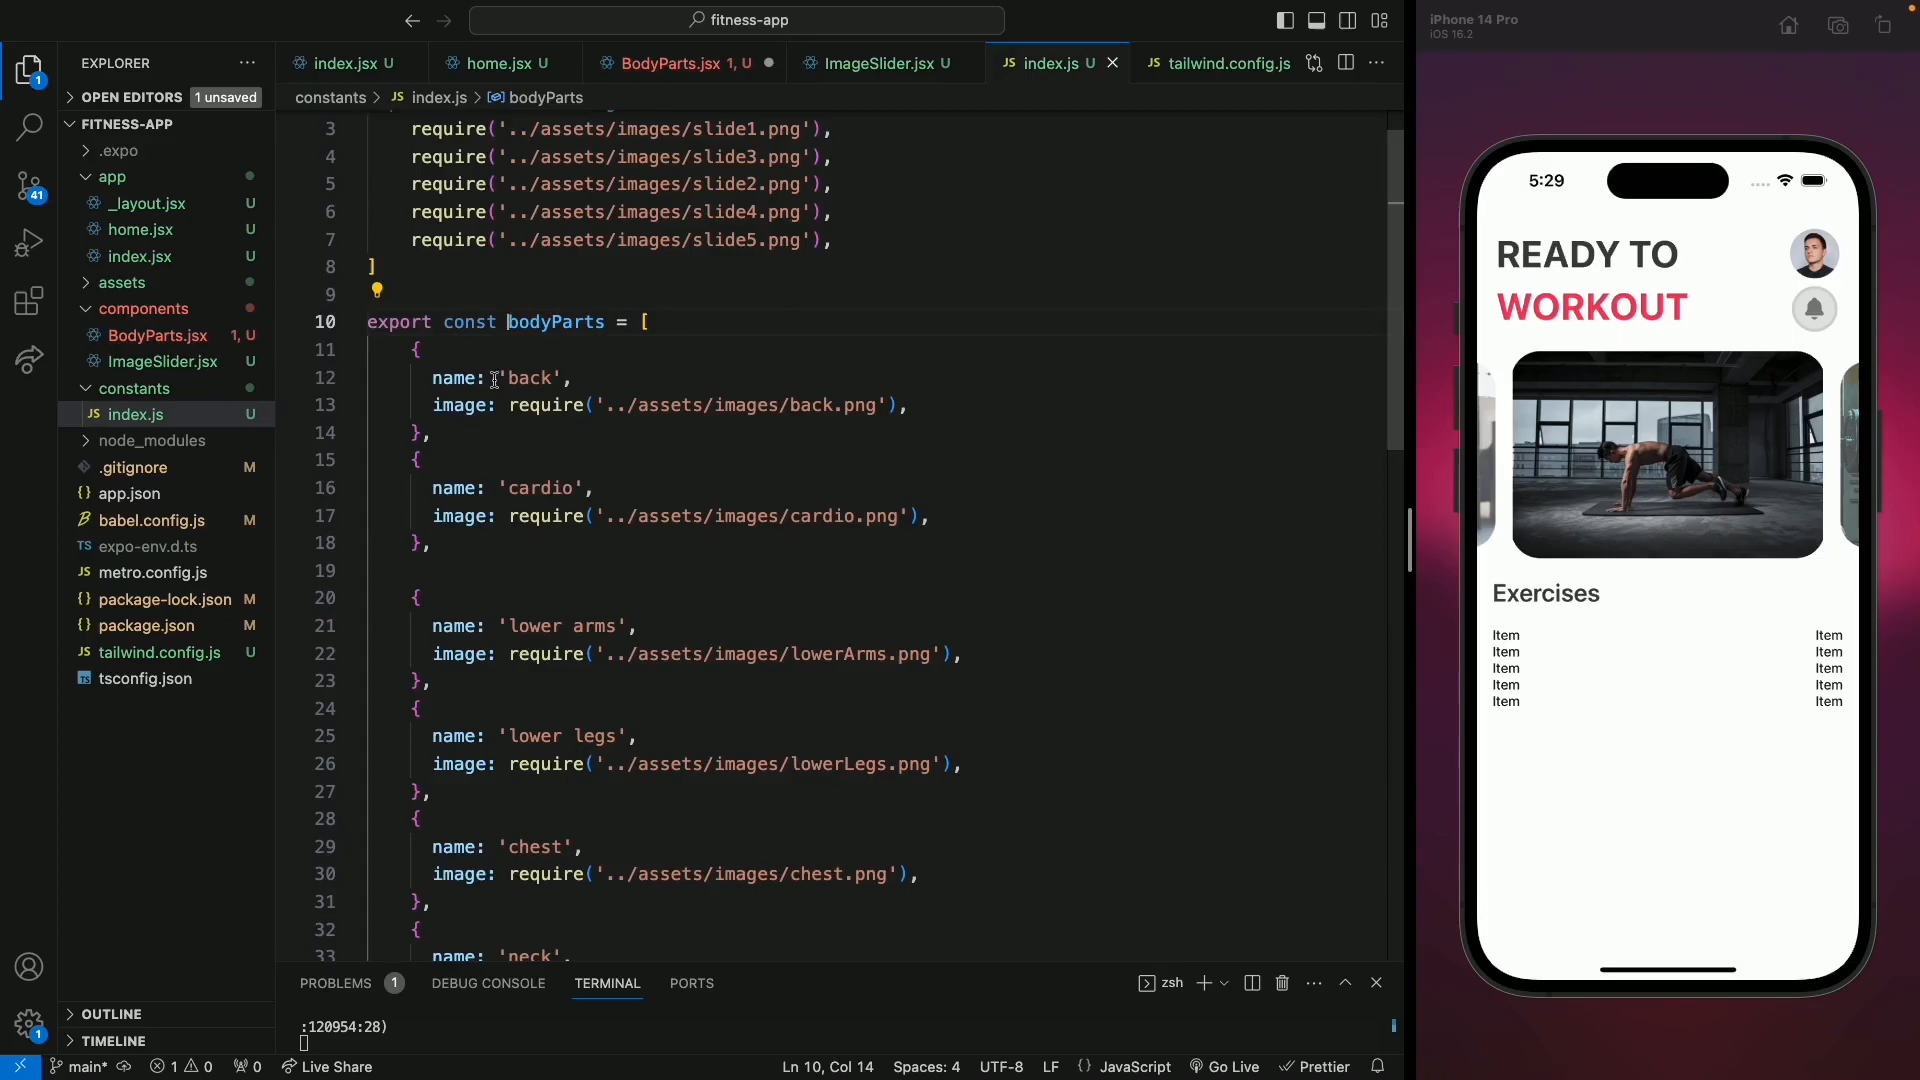 fitness-app
iPhone 14 Pro
iOS 16.2
EXPLORER
index.jsx U
home.jsx U
BodyParts.jsx 1, U
ImageSlider.jsx U
JS index.js U
JS tailwind.config.js
OPEN EDITORS 1 unsaved
constants > JS index.js > bodyParts
FITNESS-APP
.expo
app
_layout.jsx U
home.jsx U
index.jsx U
assets
components
BodyParts.jsx 1, U
ImageSlider.jsx U
constants
JS index.js U
node_modules
.gitignore M
{} app.json
babel.config.js M
TS expo-env.d.ts
JS metro.config.js
{} package-lock.json M
{} package.json M
JS tailwind.config.js U
TS tsconfig.json
OUTLINE
TIMELINE
1
41
1
3 require('../assets/images/slide1.png'),
4 require('../assets/images/slide3.png'),
5 require('../assets/images/slide2.png'),
6 require('../assets/images/slide4.png'),
7 require('../assets/images/slide5.png'),
8 ]
9
10 export const bodyParts = [
11 {
12 name: 'back',
13 image: require('../assets/images/back.png'),
14 },
15 {
16 name: 'cardio',
17 image: require('../assets/images/cardio.png'),
18 },
19
20 {
21 name: 'lower arms',
22 image: require('../assets/images/lowerArms.png'),
23 },
24 {
25 name: 'lower legs',
26 image: require('../assets/images/lowerLegs.png'),
27 },
28 {
29 name: 'chest',
30 image: require('../assets/images/chest.png'),
31 },
32 {
33 name: 'neck',
PROBLEMS 1 DEBUG CONSOLE TERMINAL PORTS
zsh
:120954:28)
main* 1 0 0 Live Share
Ln 10, Col 14 Spaces: 4 UTF-8 LF {} JavaScript Go Live Prettier
5:29
READY TO
WORKOUT
Exercises
Item Item
Item Item
Item Item
Item Item
Item Item